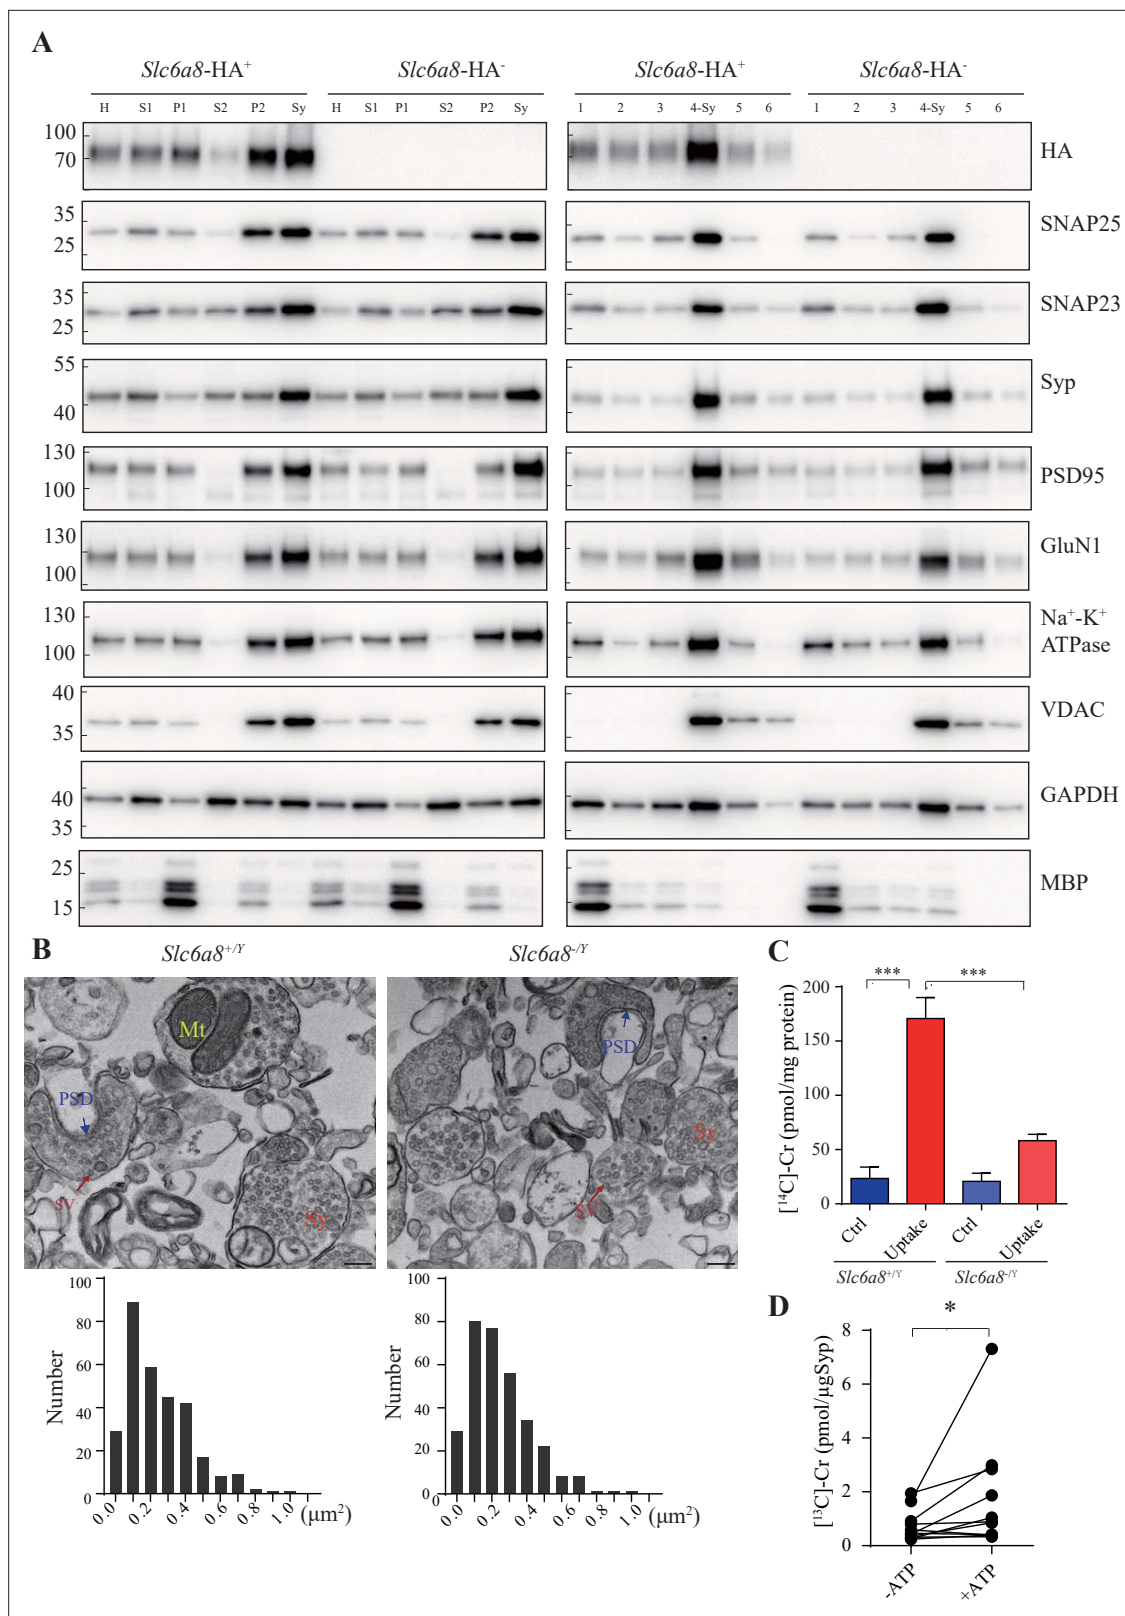 A
Slc6a8-HA+ Slc6a8-HA- Slc6a8-HA+ Slc6a8-HA-
H S1 P1 S2 P2 Sy H S1 P1 S2 P2 Sy 1 2 3 4-Sy 5 6 1 2 3 4-Sy 5 6
100
70
HA
35
25
SNAP25
35
25
SNAP23
55
40
Syp
130
100
PSD95
130
100
GluN1
130
100
Na+-K+
ATPase
40
35
VDAC
40
35
GAPDH
25
15
MBP
B
Slc6a8+/Y Slc6a8-/Y
Mt
PSD
SV
Sy
PSD
Sy
SV
100
80
60
40
20
0
Number
0.0 0.2 0.4 0.6 0.8 1.0 (μm²)
100
80
60
40
20
0
Number
0.0 0.2 0.4 0.6 0.8 1.0 (μm²)
C
*** ***
200
150
100
50
0
[¹⁴C]-Cr (pmol/mg protein)
Ctrl Uptake Ctrl Uptake
Slc6a8+/Y Slc6a8-/Y
D
*
8
6
4
2
0
[¹³C]-Cr (pmol/μgSyp)
-ATP +ATP